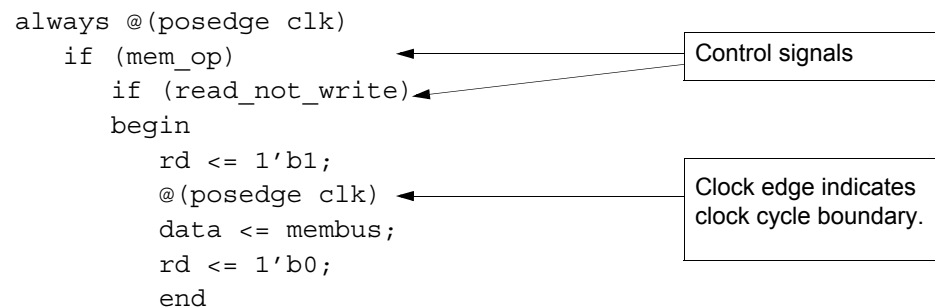 always @(posedge clk)
if (mem_op)
Control signals
if (read_not_write)
begin
rd <= 1’b1;
@(posedge clk)
Clock edge indicates
clock cycle boundary.
data <= membus;
rd <= 1’b0;
end